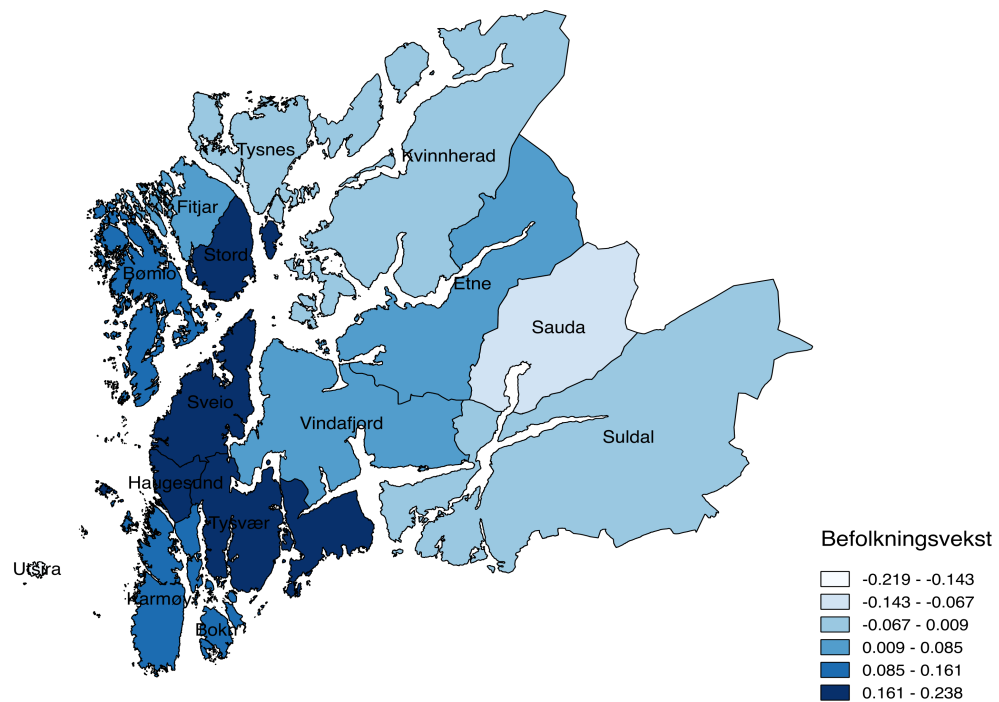 Tysnes
Kvinnherad
Fitjar
Stord
Bømlo
Etne
Sauda
Sveio
Vindafjord
Suldal
Haugesund
Tysvær
Utsira
Karmøy
Bokn
Befolkningsvekst
-0.219 - -0.143
-0.143 - -0.067
-0.067 - 0.009
0.009 - 0.085
0.085 - 0.161
0.161 - 0.238